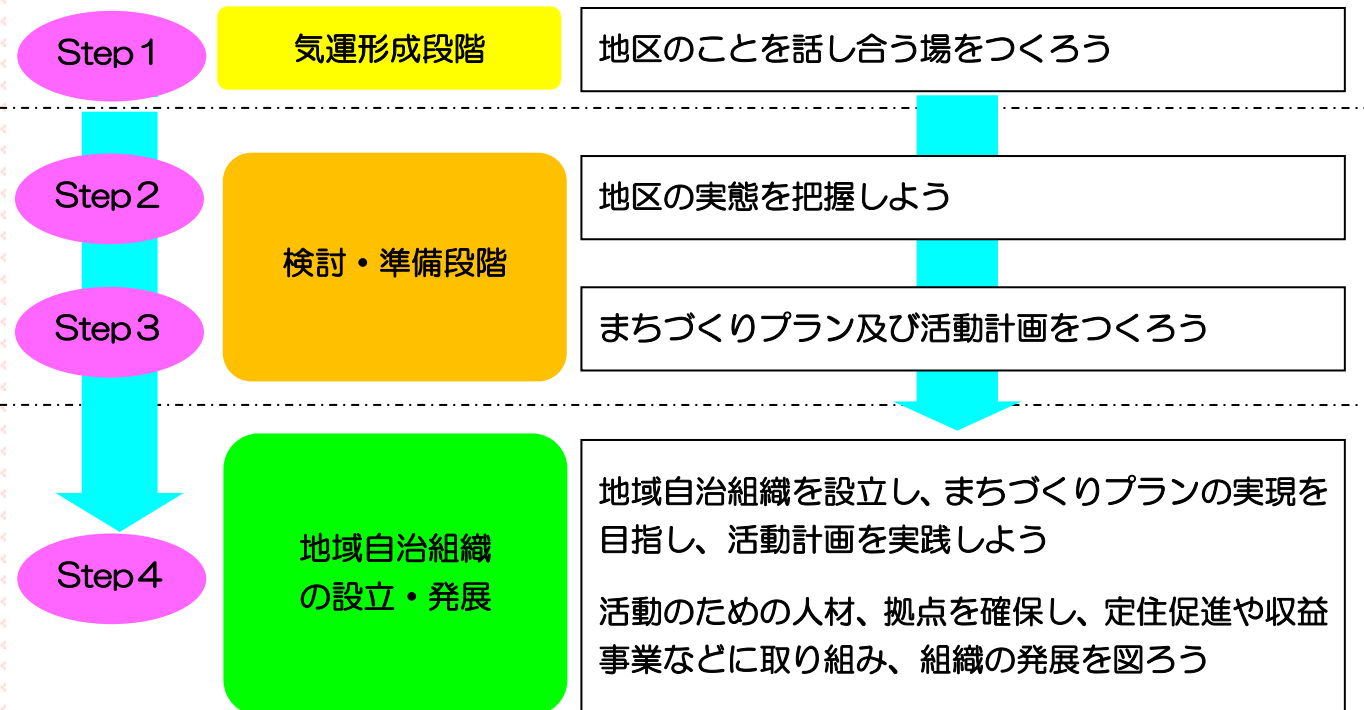 Step１
気運形成段階
地区のことを話し合う場をつくろう
Step２
地区の実態を把握しよう
検討・準備段階
Step３
まちづくりプラン及び活動計画をつくろう
Step４
地域自治組織
の設立・発展
地域自治組織を設立し、まちづくりプランの実現を
目指し、活動計画を実践しよう
活動のための人材、拠点を確保し、定住促進や収益
事業などに取り組み、組織の発展を図ろう